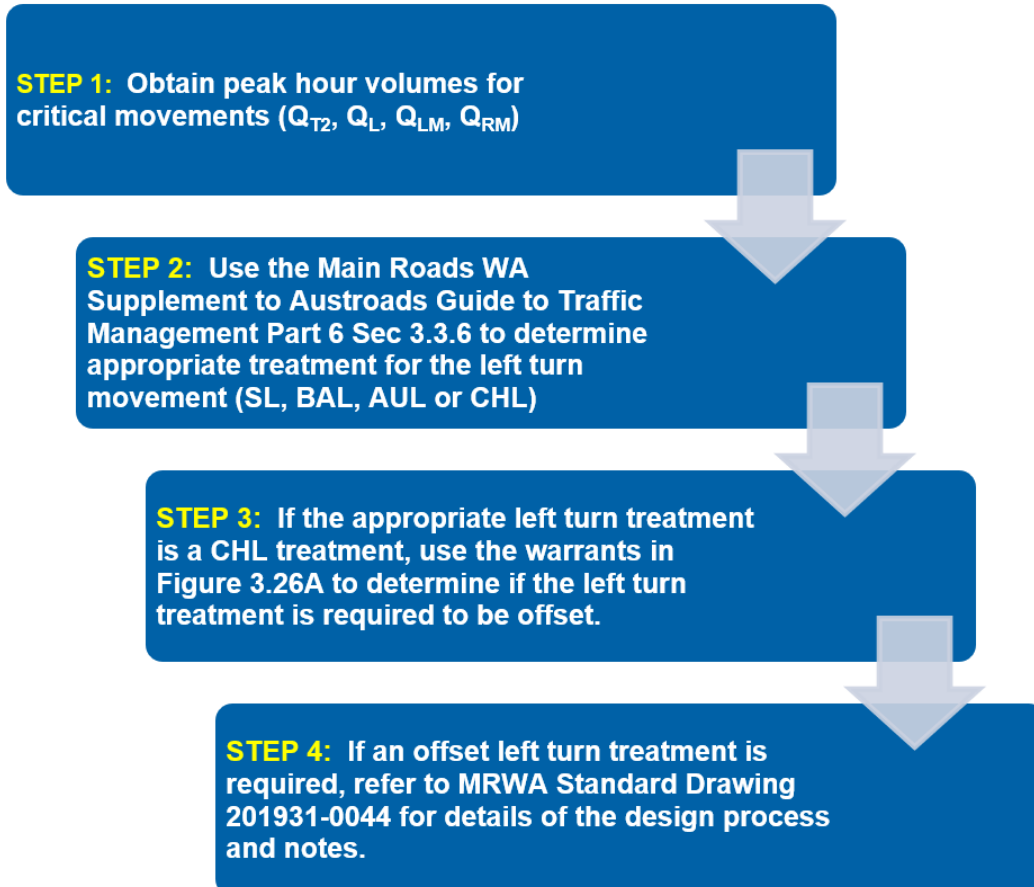 STEP 1: Obtain peak hour volumes for
critical movements (Q_T2, Q_L, Q_LM, Q_RM)
STEP 2: Use the Main Roads WA
Supplement to Austroads Guide to Traffic
Management Part 6 Sec 3.3.6 to determine
appropriate treatment for the left turn
movement (SL, BAL, AUL or CHL)
STEP 3: If the appropriate left turn treatment
is a CHL treatment, use the warrants in
Figure 3.26A to determine if the left turn
treatment is required to be offset.
STEP 4: If an offset left turn treatment is
required, refer to MRWA Standard Drawing
201931-0044 for details of the design process
and notes.